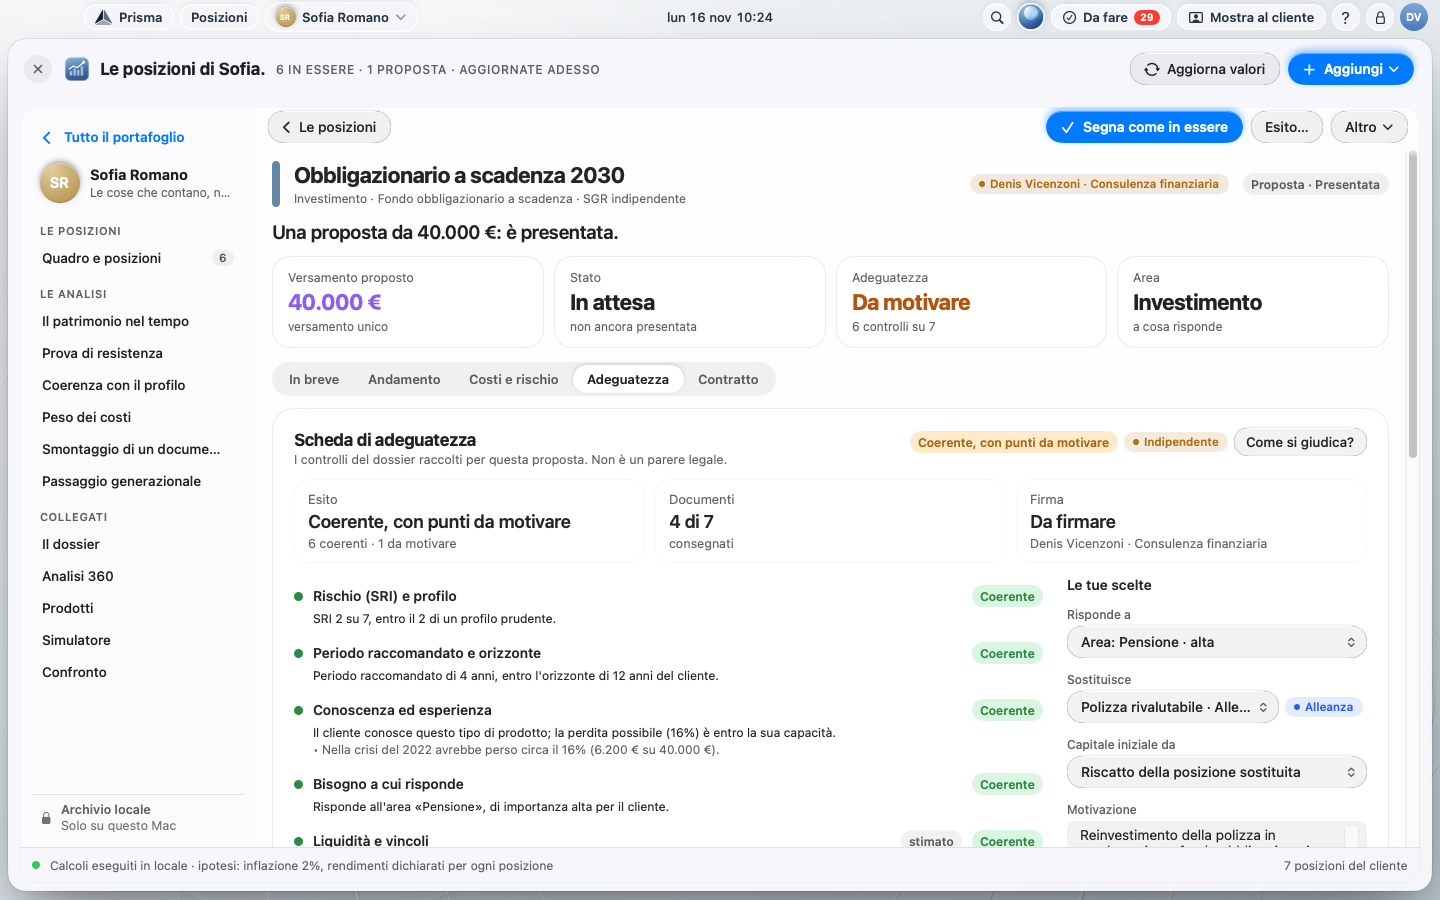 Prisma
Posizioni
SR Sofia Romano
lun 16 nov 10:24
Da fare 29
Mostra al cliente
?
DV
Le posizioni di Sofia. 6 IN ESSERE · 1 PROPOSTA · AGGIORNATE ADESSO
Aggiorna valori
+ Aggiungi
Tutto il portafoglio
SR
Sofia Romano
Le cose che contano, n...
LE POSIZIONI
Quadro e posizioni 6
LE ANALISI
Il patrimonio nel tempo
Prova di resistenza
Coerenza con il profilo
Peso dei costi
Smontaggio di un docume...
Passaggio generazionale
COLLEGATI
Il dossier
Analisi 360
Prodotti
Simulatore
Confronto
Archivio locale
Solo su questo Mac
Le posizioni
Segna come in essere
Esito...
Altro
Obbligazionario a scadenza 2030
Investimento · Fondo obbligazionario a scadenza · SGR indipendente
Denis Vicenzoni · Consulenza finanziaria
Proposta · Presentata
Una proposta da 40.000 €: è presentata.
Versamento proposto
40.000 €
versamento unico
Stato
In attesa
non ancora presentata
Adeguatezza
Da motivare
6 controlli su 7
Area
Investimento
a cosa risponde
In breve
Andamento
Costi e rischio
Adeguatezza
Contratto
Scheda di adeguatezza
I controlli del dossier raccolti per questa proposta. Non è un parere legale.
Coerente, con punti da motivare
Indipendente
Come si giudica?
Esito
Coerente, con punti da motivare
6 coerenti · 1 da motivare
Documenti
4 di 7
consegnati
Firma
Da firmare
Denis Vicenzoni · Consulenza finanziaria
Rischio (SRI) e profilo
Coerente
SRI 2 su 7, entro il 2 di un profilo prudente.
Periodo raccomandato e orizzonte
Coerente
Periodo raccomandato di 4 anni, entro l'orizzonte di 12 anni del cliente.
Conoscenza ed esperienza
Coerente
Il cliente conosce questo tipo di prodotto; la perdita possibile (16%) è entro la sua capacità.
• Nella crisi del 2022 avrebbe perso circa il 16% (6.200 € su 40.000 €).
Bisogno a cui risponde
Coerente
Risponde all'area «Pensione», di importanza alta per il cliente.
Liquidità e vincoli
stimato
Coerente
Le tue scelte
Risponde a
Area: Pensione · alta
Sostituisce
Polizza rivalutabile · Alle...
Alleanza
Capitale iniziale da
Riscatto della posizione sostituita
Motivazione
Reinvestimento della polizza in
Calcoli eseguiti in locale · ipotesi: inflazione 2%, rendimenti dichiarati per ogni posizione
7 posizioni del cliente